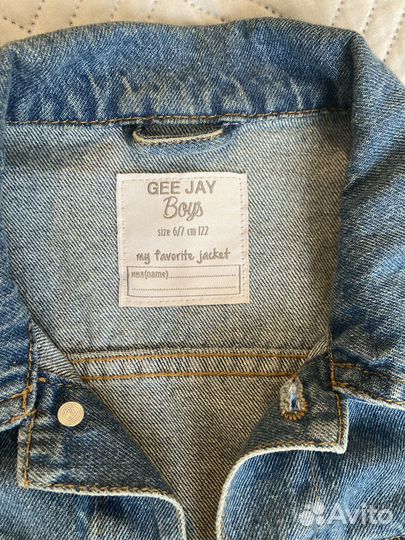 GEE JAY
Boys
size 6/7 cm 122
my favorite jacket
имя(name)
Avito